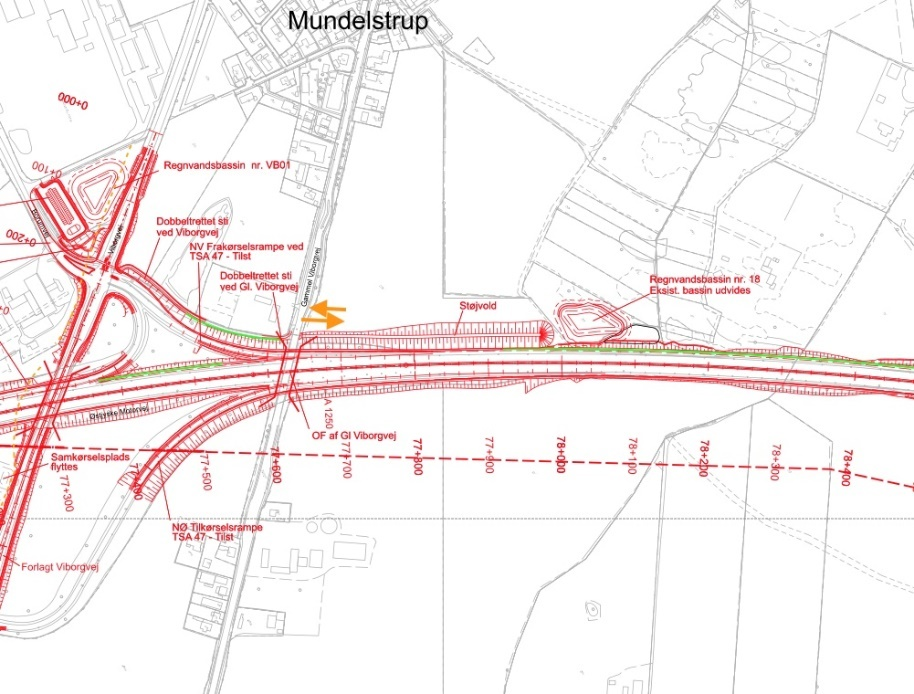 Mundelstrup
0+000
0+100
Regnvandsbassin nr. VB01
0+200
Viborgvej
Dobbeltrettet sti
ved Viborgvej
NV Frakørselsrampe ved
TSA 47 - Tilst
Dobbeltrettet sti
ved Gl. Viborgvej
Gammel Viborgvej
Støjvold
Regnvandsbassin nr. 18
Eksist. bassin udvides
Østjyske Motorvej
A 1250
OF af Gl Viborgvej
Samkørselsplads
flyttes
77+300
77+400
77+500
77+600
77+700
77+800
77+900
78+000
78+100
78+200
78+300
78+400
NØ Tilkørselsrampe
TSA 47 - Tilst
Forlagt Viborgvej